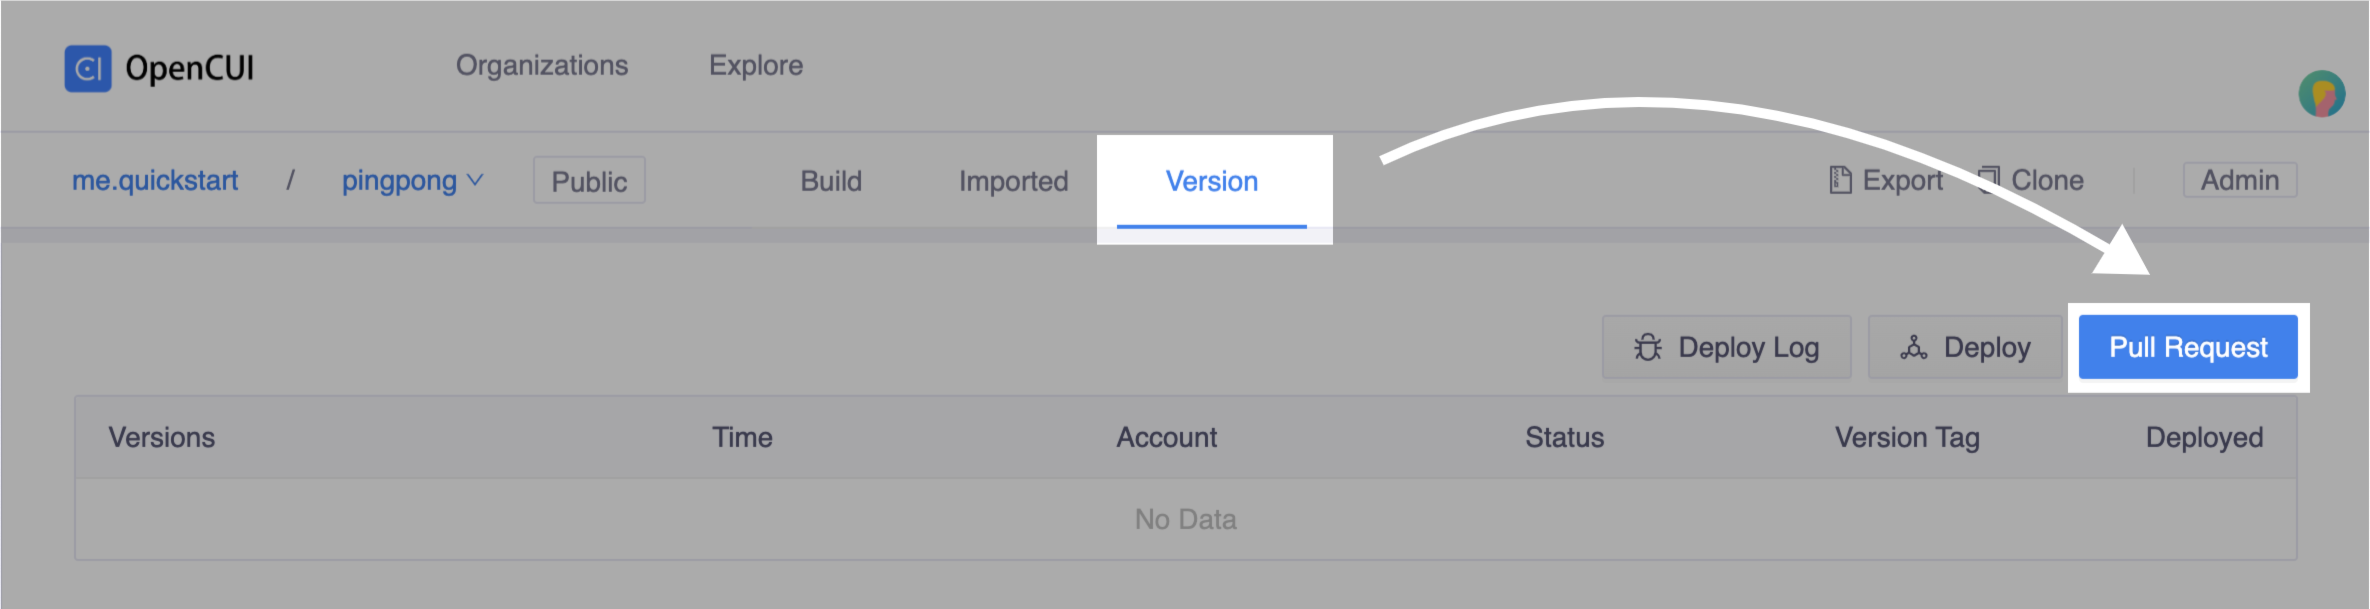 CI OpenCUI Organizations Explore
me.quickstart / pingpong Public Build Imported Version Export Clone Admin
Deploy Log Deploy Pull Request
Versions Time Account Status Version Tag Deployed
No Data